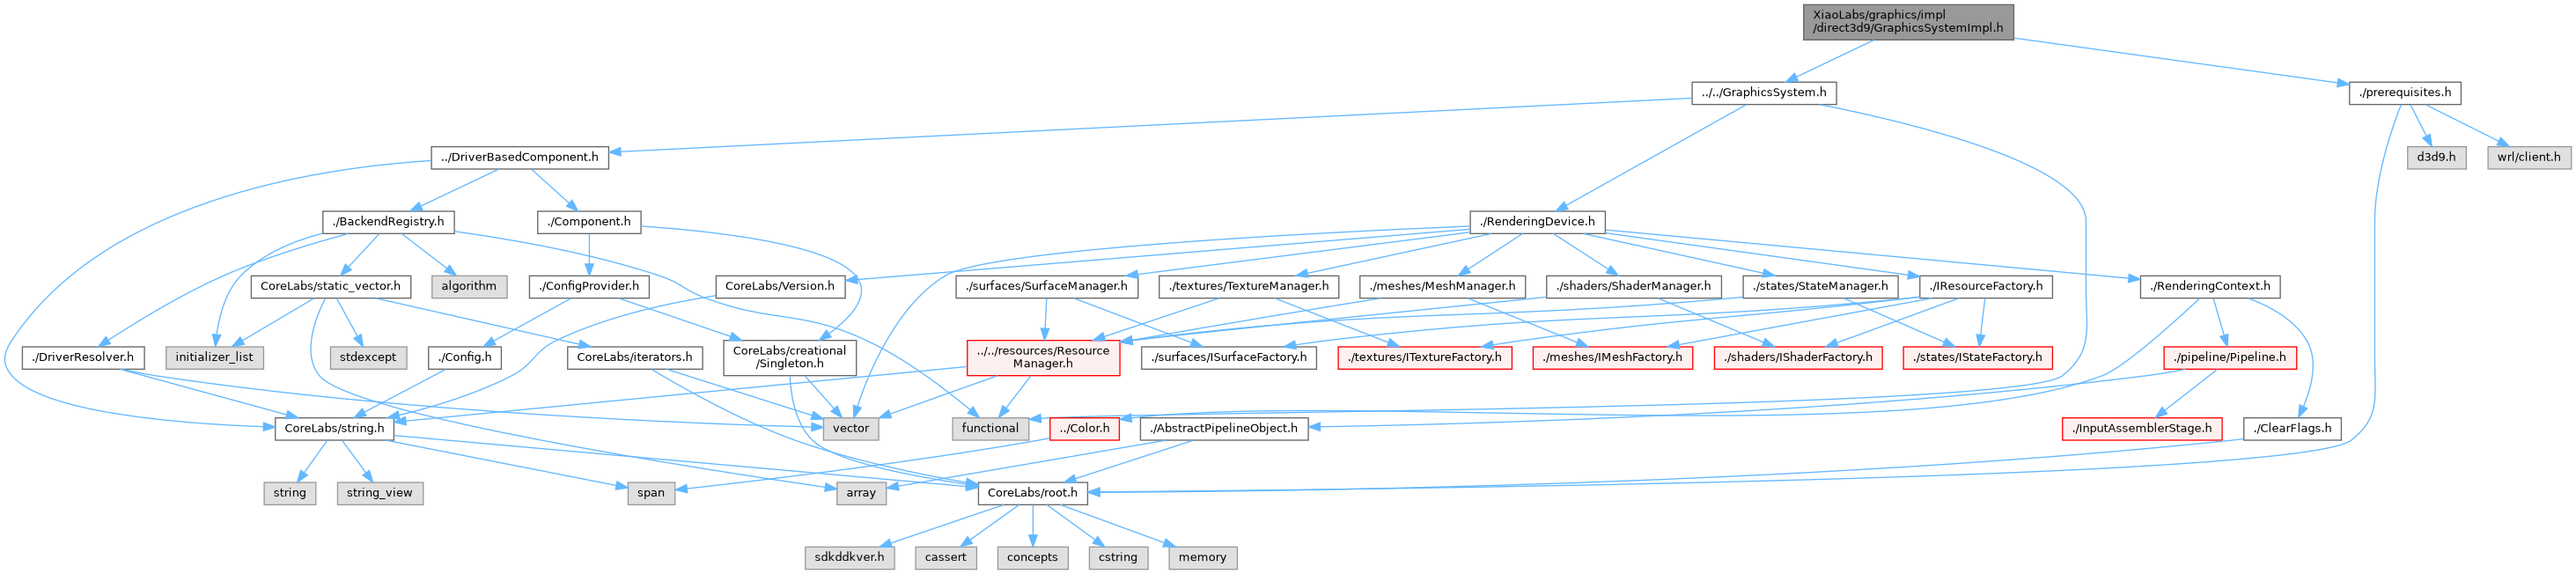 XiaoLabs/graphics/impl
/direct3d9/GraphicsSystemImpl.h
../../GraphicsSystem.h
./prerequisites.h
../DriverBasedComponent.h
d3d9.h
wrl/client.h
./BackendRegistry.h
./Component.h
./RenderingDevice.h
CoreLabs/static_vector.h
algorithm
./ConfigProvider.h
CoreLabs/Version.h
./surfaces/SurfaceManager.h
./textures/TextureManager.h
./meshes/MeshManager.h
./shaders/ShaderManager.h
./states/StateManager.h
./IResourceFactory.h
./RenderingContext.h
./DriverResolver.h
initializer_list
stdexcept
./Config.h
CoreLabs/iterators.h
CoreLabs/creational
/Singleton.h
../../resources/Resource
Manager.h
./surfaces/ISurfaceFactory.h
./textures/ITextureFactory.h
./meshes/IMeshFactory.h
./shaders/IShaderFactory.h
./states/IStateFactory.h
./pipeline/Pipeline.h
CoreLabs/string.h
vector
functional
../Color.h
./AbstractPipelineObject.h
./InputAssemblerStage.h
./ClearFlags.h
string
string_view
span
array
CoreLabs/root.h
sdkddkver.h
cassert
concepts
cstring
memory